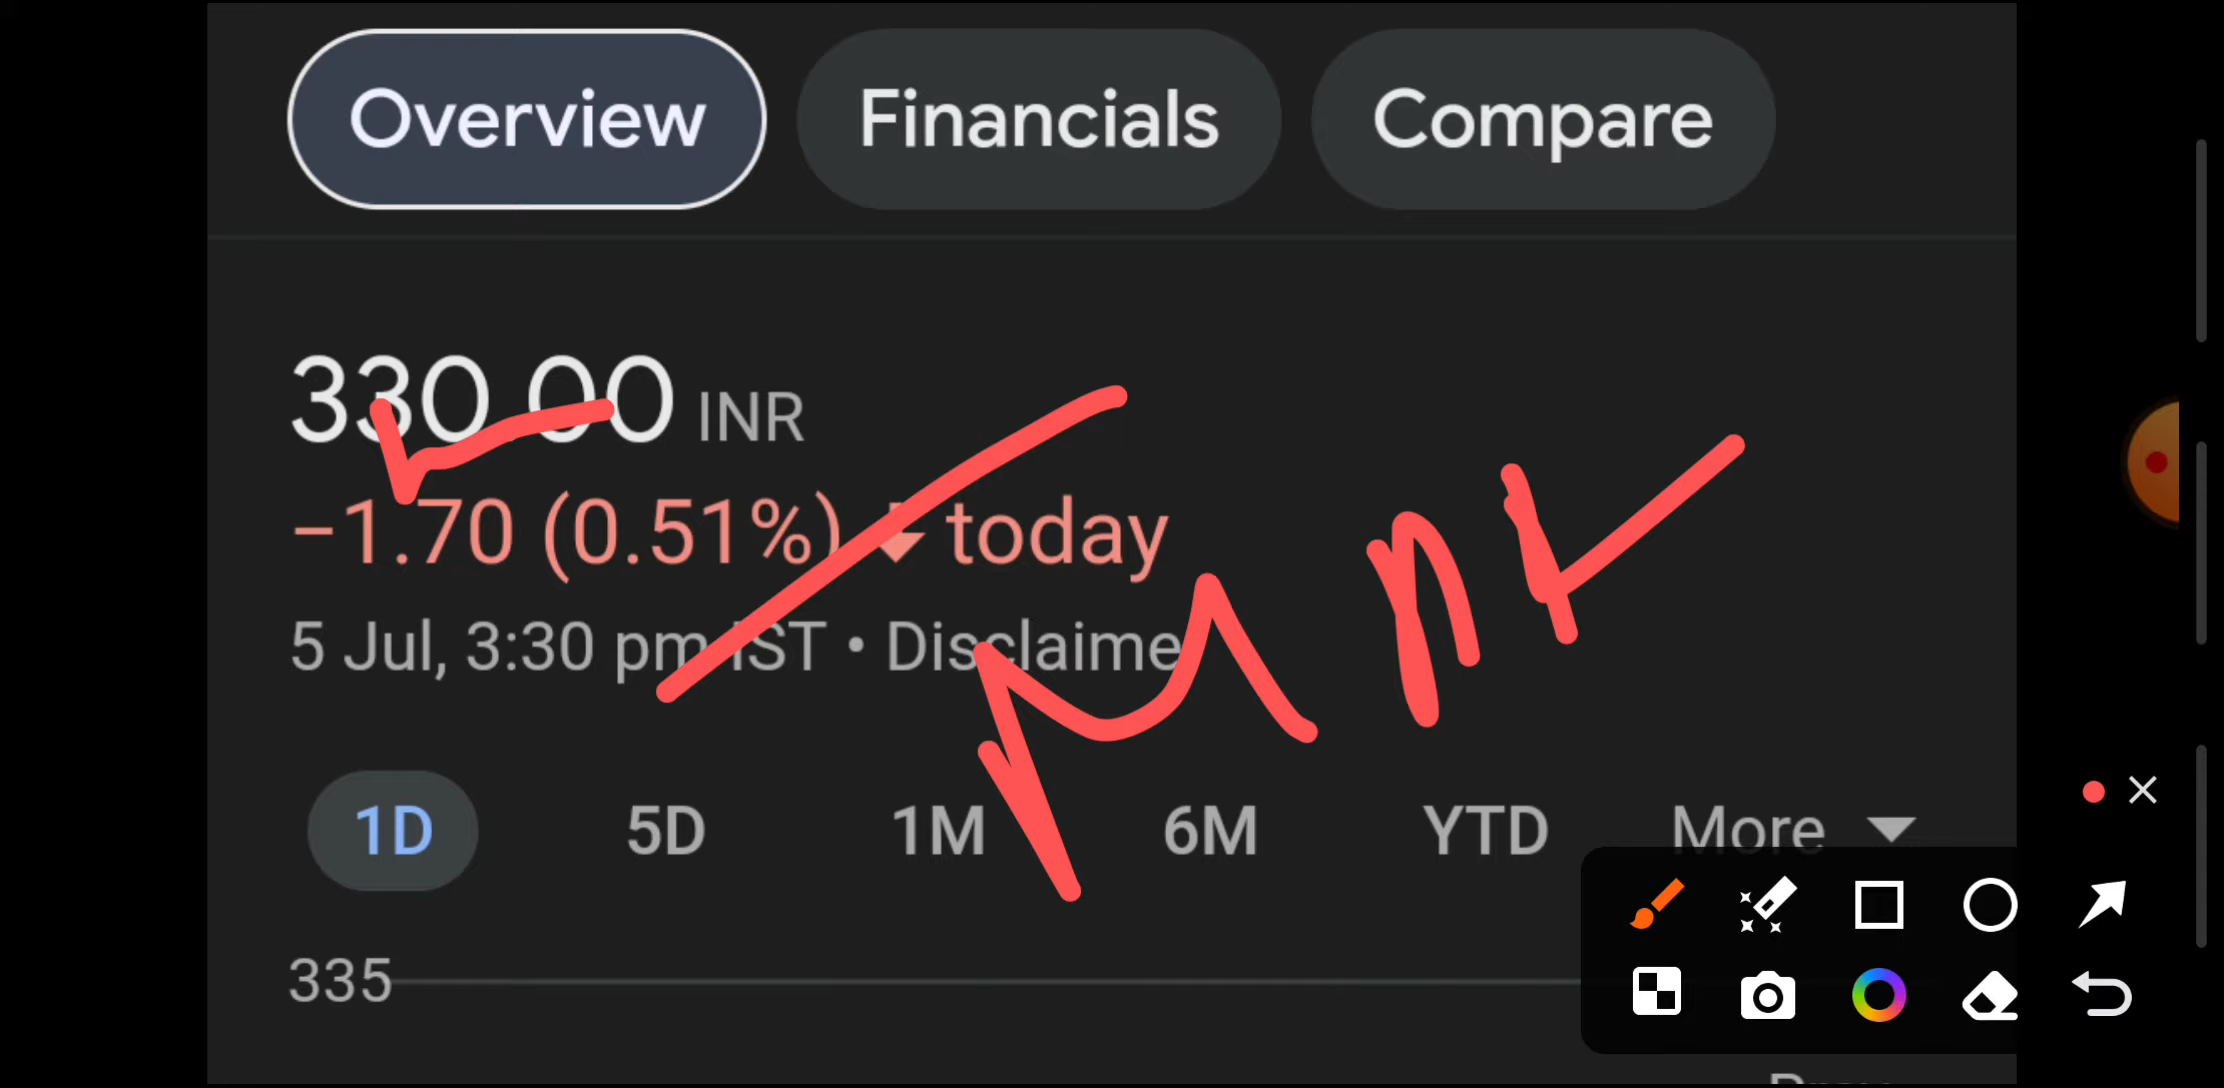 Overview Financials Compare
330.00 INR
−1.70 (0.51%) today
5 Jul, 3:30 pm IST • Disclaime
1D 5D 1M 6M YTD More
335